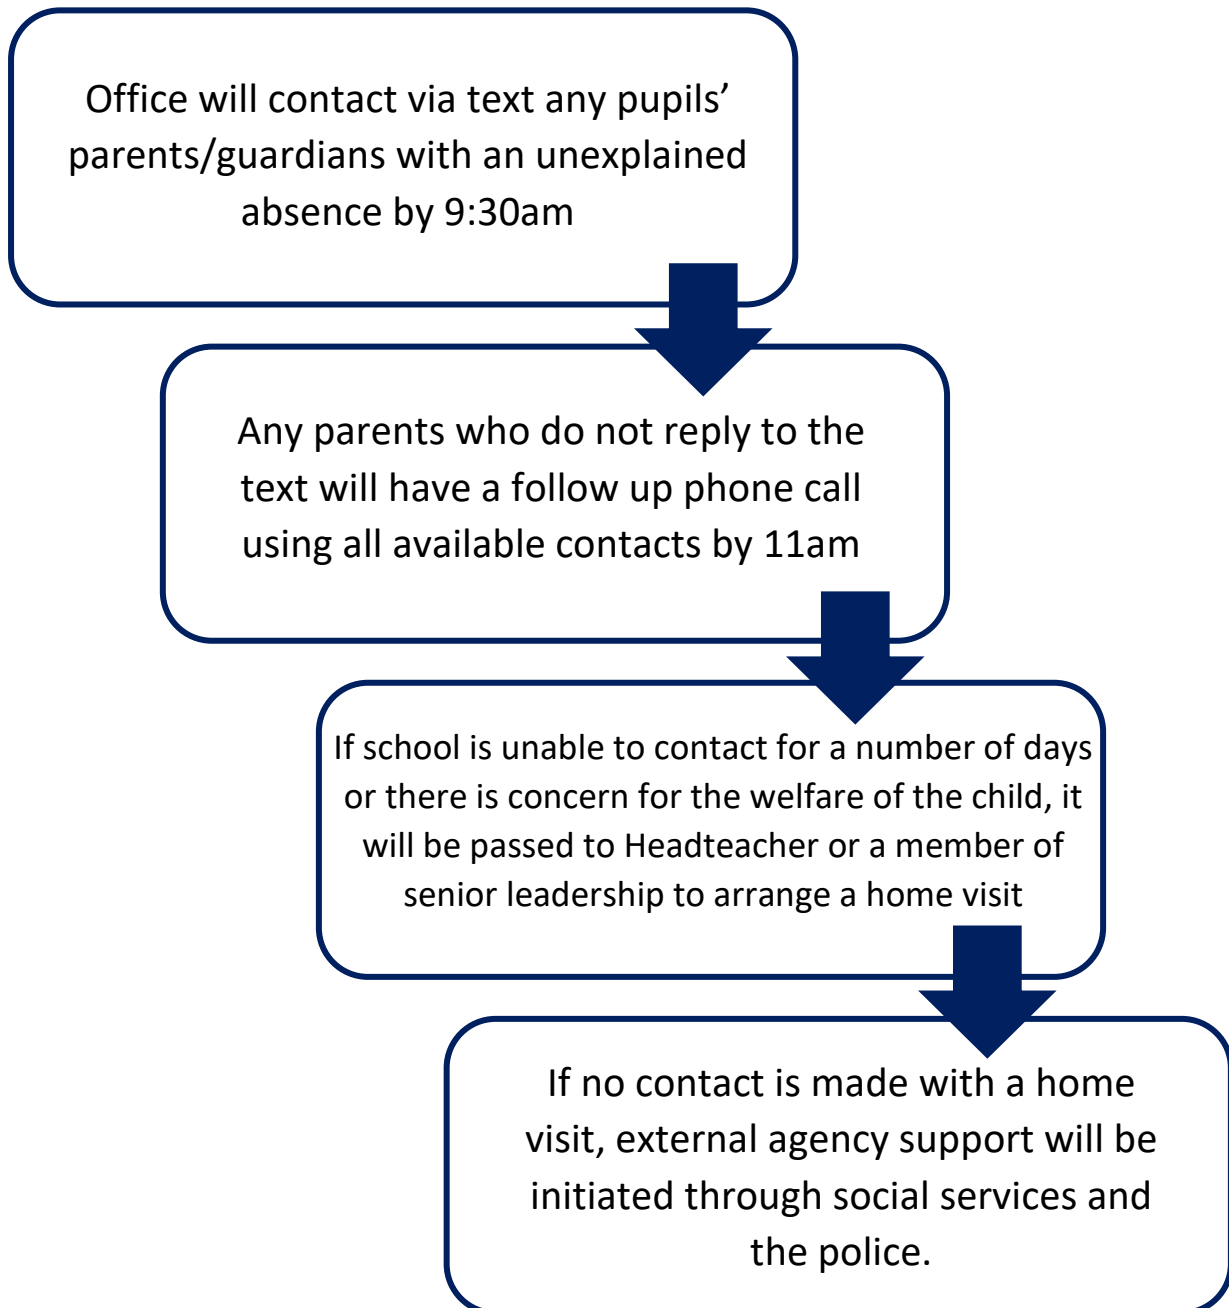 Office will contact via text any pupils’
parents/guardians with an unexplained
absence by 9:30am
Any parents who do not reply to the
text will have a follow up phone call
using all available contacts by 11am
If school is unable to contact for a number of days
or there is concern for the welfare of the child, it
will be passed to Headteacher or a member of
senior leadership to arrange a home visit
If no contact is made with a home
visit, external agency support will be
initiated through social services and
the police.